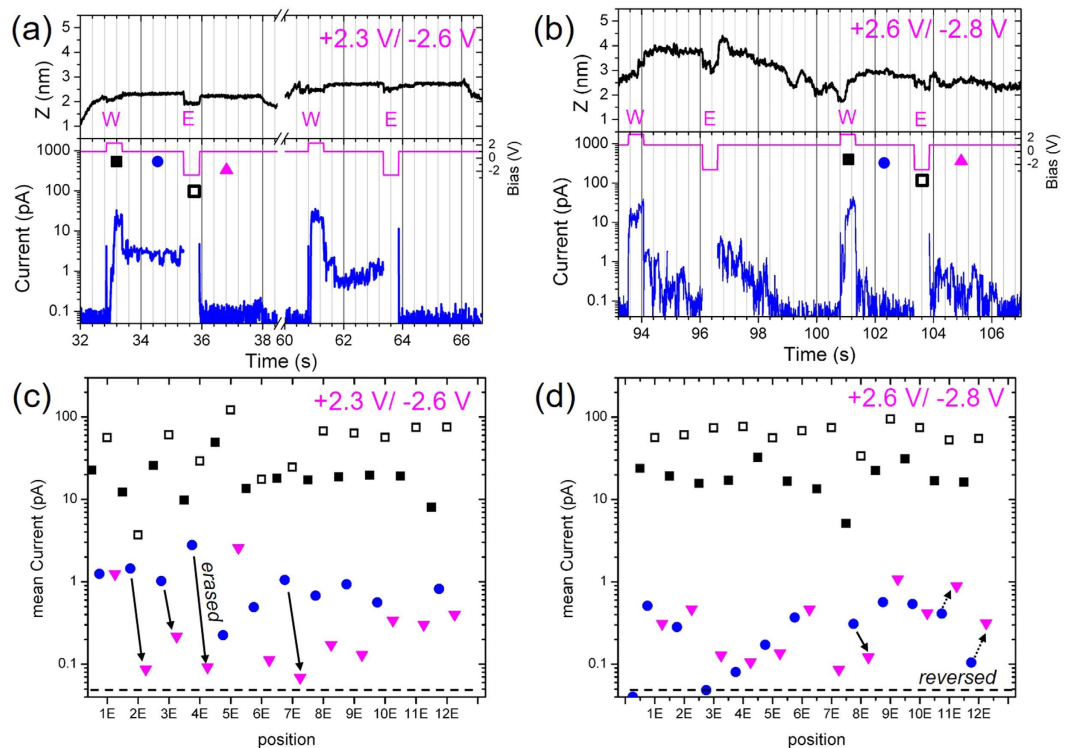 (a)
+2.3 V/ -2.6 V
5
4
3
2
1
Z (nm)
W
E
W
E
1000
100
10
1
0.1
Current (pA)
2
0
-2
Bias (V)
32 34 36 38 60 62 64 66
Time (s)
(b)
+2.6 V/ -2.8 V
5
4
3
2
1
Z (nm)
W
E
W
E
1000
100
10
1
0.1
Current (pA)
2
0
-2
Bias (V)
94 96 98 100 102 104 106
Time (s)
(c)
+2.3 V/ -2.6 V
100
10
1
0.1
mean Current (pA)
erased
1E 2E 3E 4E 5E 6E 7E 8E 9E 10E 11E 12E
position
(d)
+2.6 V/ -2.8 V
100
10
1
0.1
mean Current (pA)
reversed
1E 2E 3E 4E 5E 6E 7E 8E 9E 10E 11E 12E
position